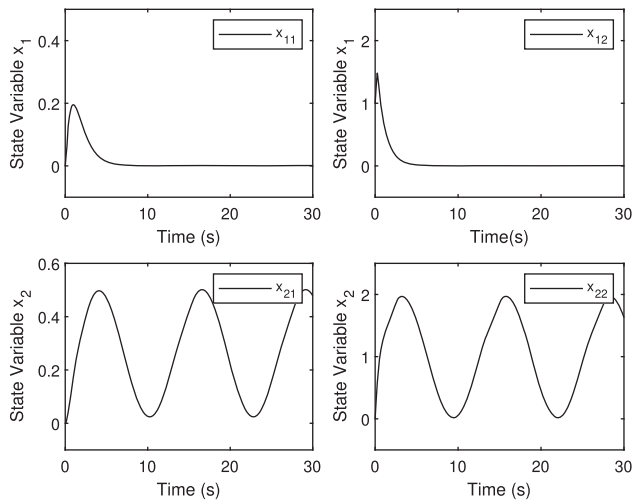 State Variable x1
0.4
0.2
0
x11
0 10 20 30
Time (s)
State Variable x1
2
1
0
x12
0 10 20 30
Time(s)
State Variable x2
0.6
0.4
0.2
0
x21
0 10 20 30
Time (s)
State Variable x2
2
1
0
x22
0 10 20 30
Time (s)